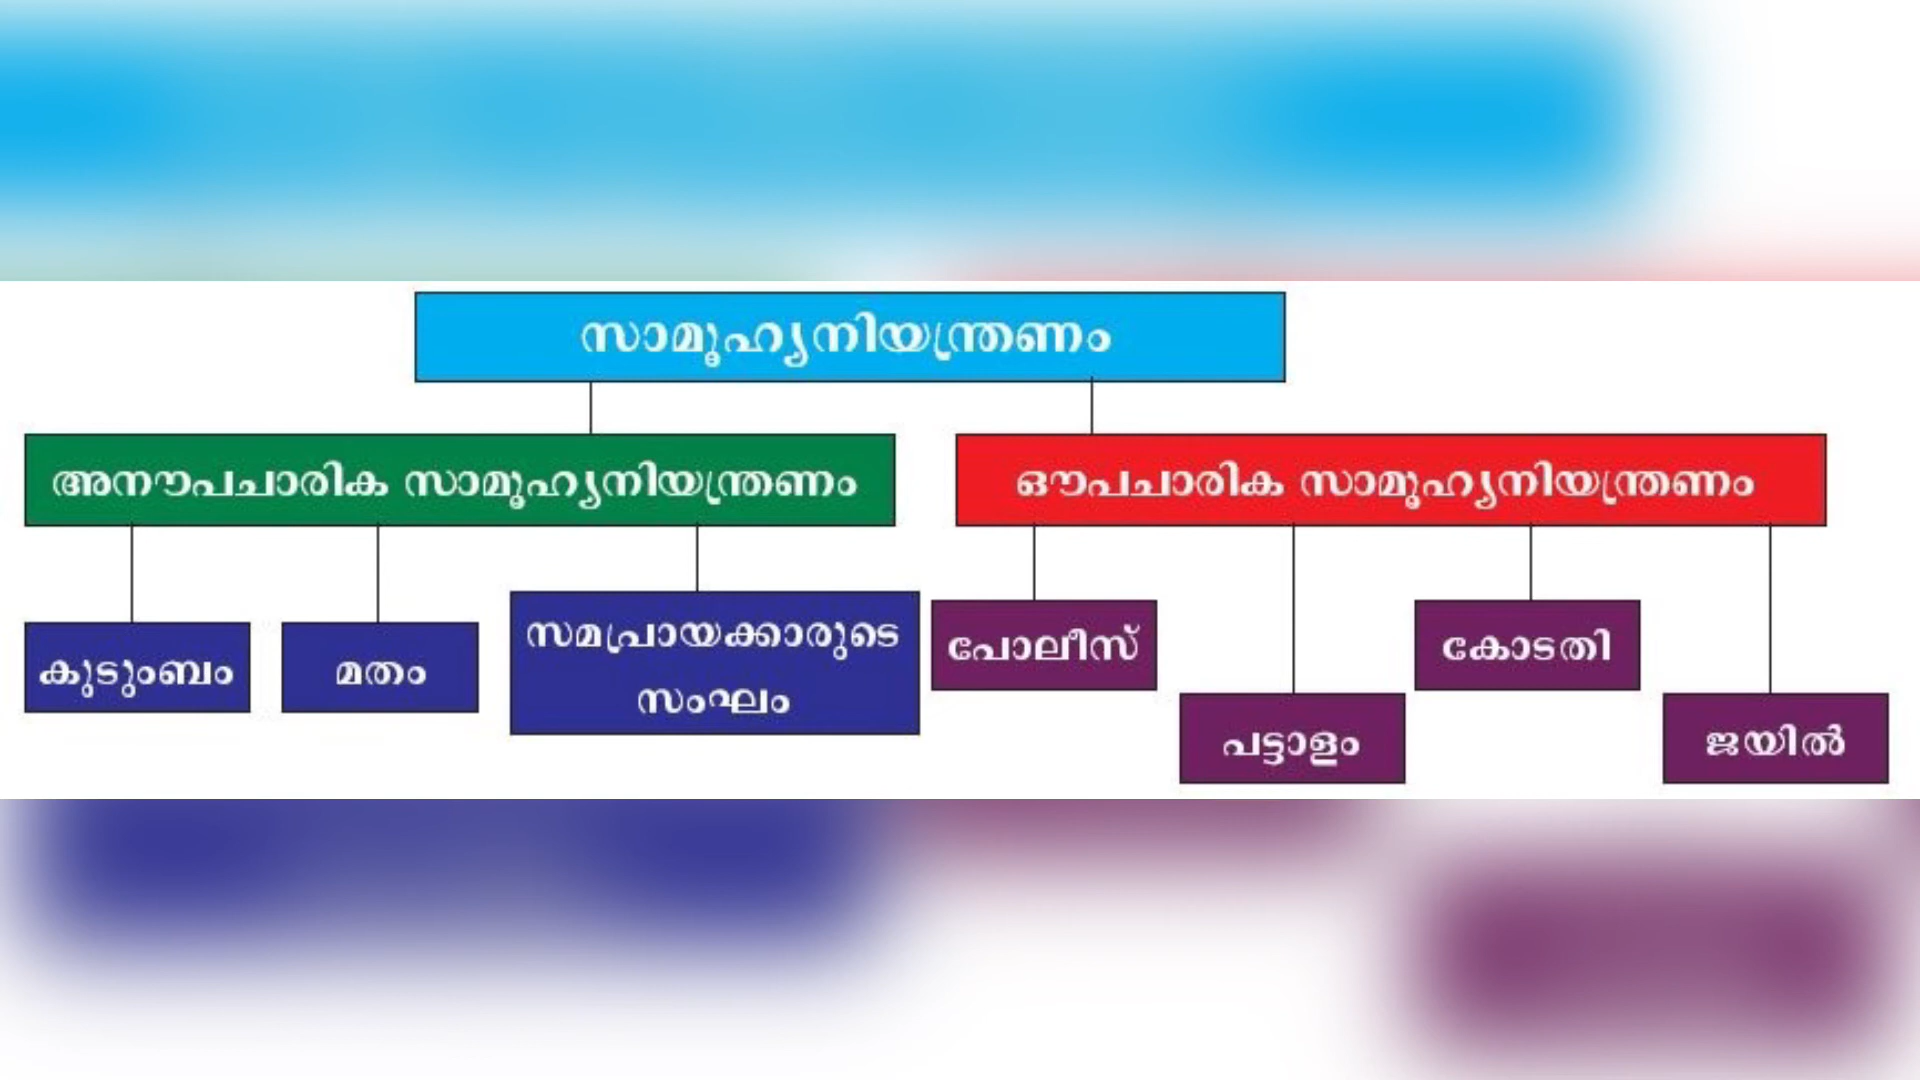 സാമൂഹ്യനിയന്ത്രണം
അനൗപചാരിക സാമൂഹ്യനിയന്ത്രണം
ഔപചാരിക സാമൂഹ്യനിയന്ത്രണം
കുടുംബം
മതം
സമപ്രായക്കാരുടെ
സംഘം
പോലീസ്
പട്ടാളം
കോടതി
ജയിൽ